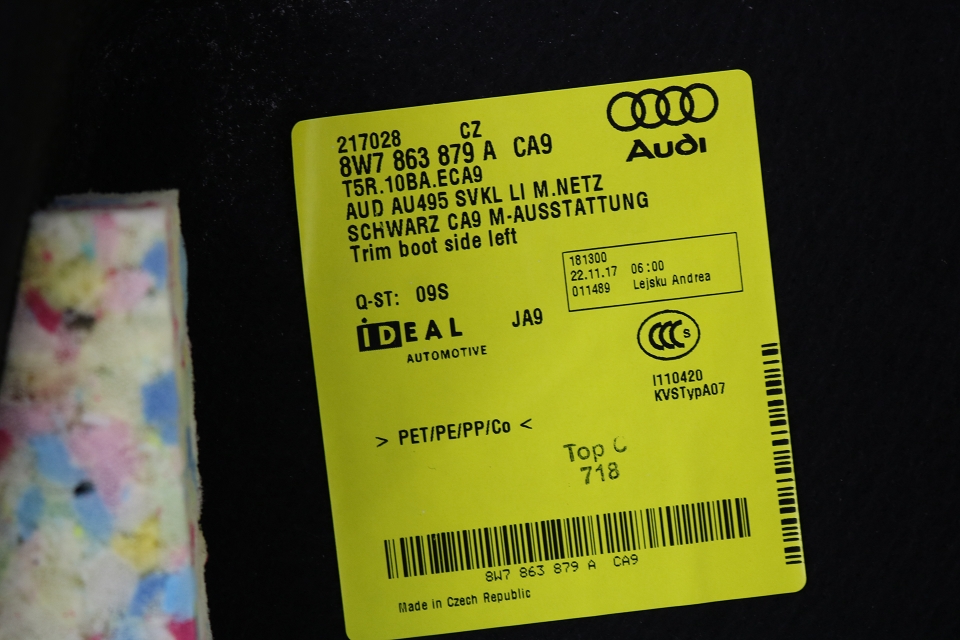 217028 CZ
8W7 863 879 A CA9
T5R.10BA.ECA9
AUD AU495 SVKL LI M.NETZ
SCHWARZ CA9 M-AUSSTATTUNG
Trim boot side left
Audi
181300
22.11.17 06:00
011489 Lejsku Andrea
Q-ST: 09S
IDEAL JA9
AUTOMOTIVE
CCC S
I110420
KVSTypA07
> PET/PE/PP/Co <
Top C
718
8W7 863 879 A CA9
Made in Czech Republic